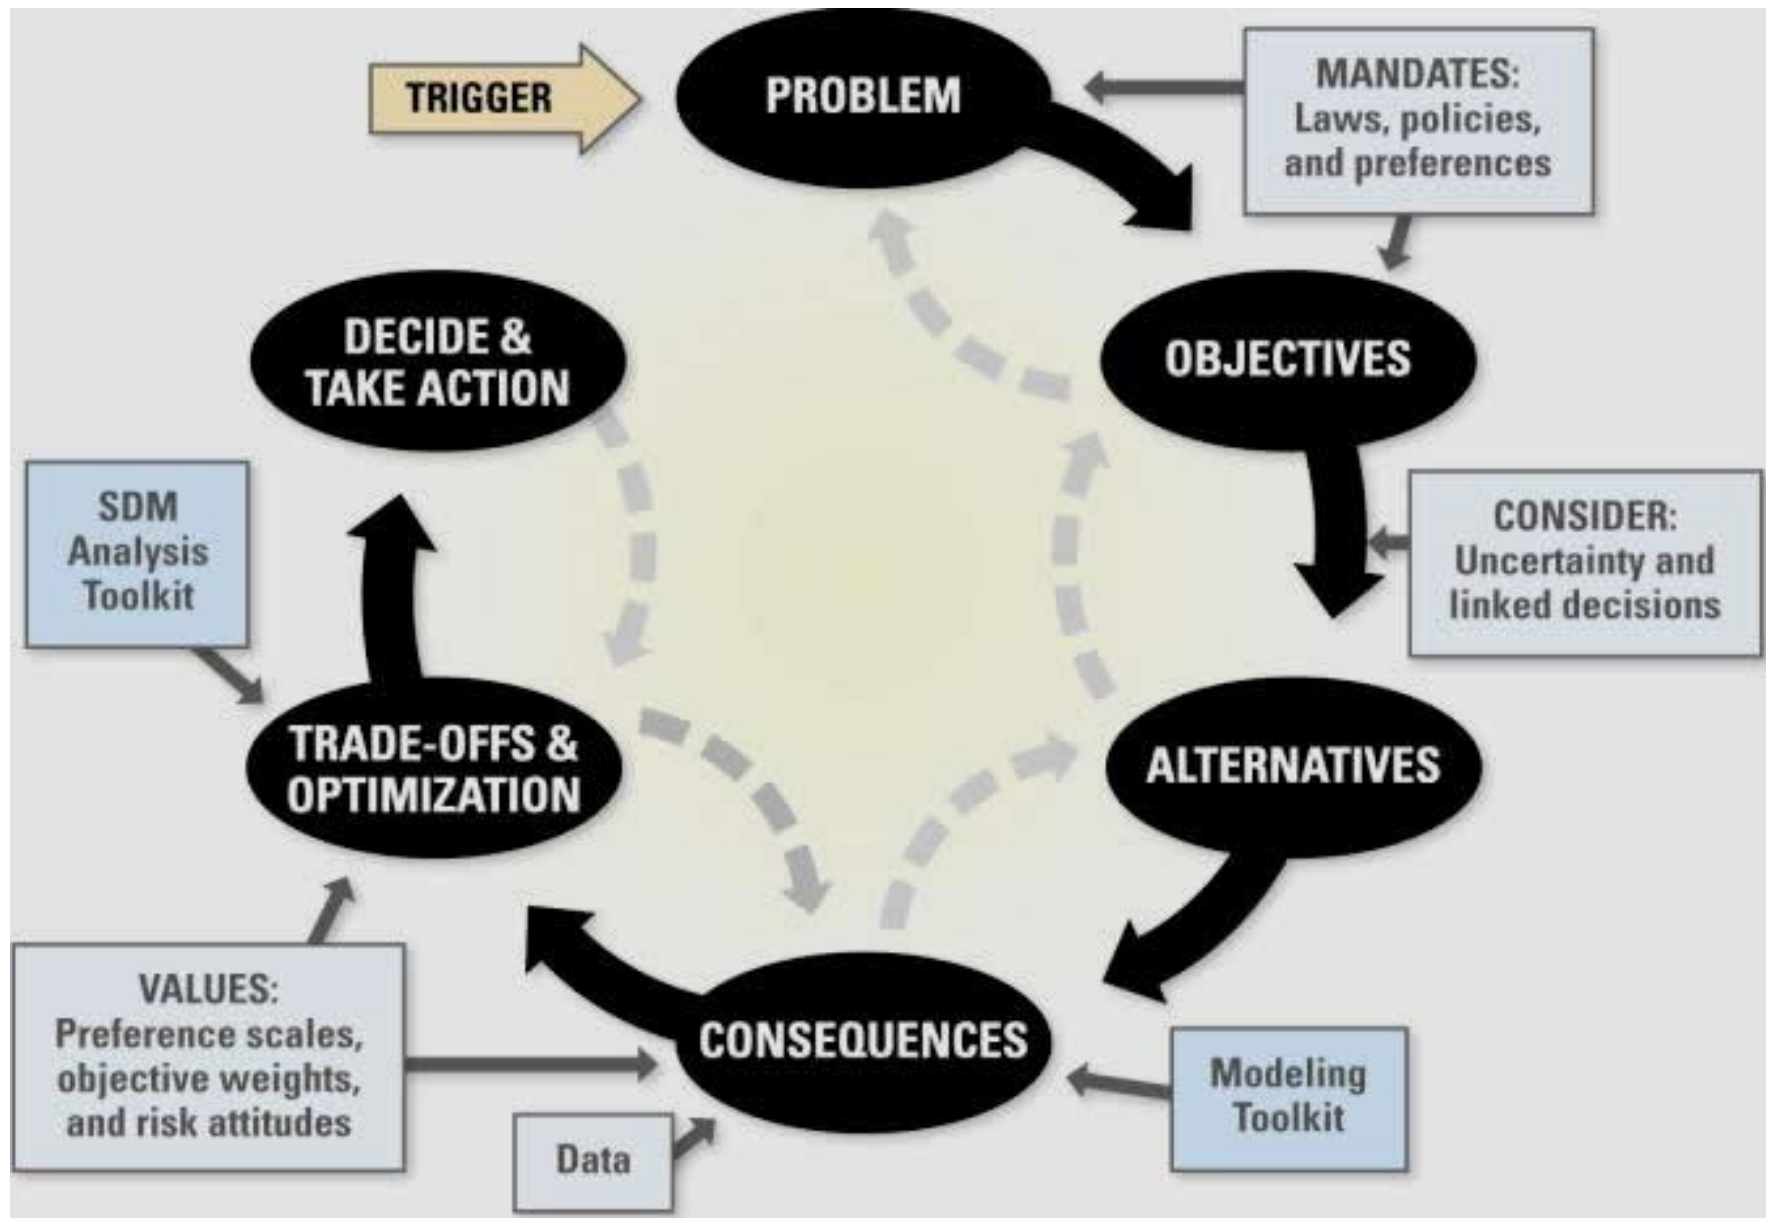 TRIGGER
PROBLEM
MANDATES:
Laws, policies,
and preferences
DECIDE &
TAKE ACTION
OBJECTIVES
SDM
Analysis
Toolkit
CONSIDER:
Uncertainty and
linked decisions
TRADE-OFFS &
OPTIMIZATION
ALTERNATIVES
VALUES:
Preference scales,
objective weights,
and risk attitudes
CONSEQUENCES
Modeling
Toolkit
Data